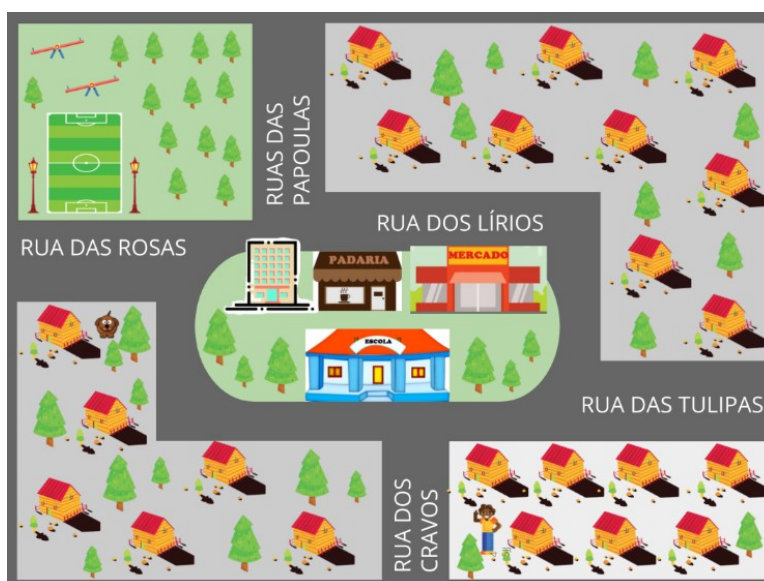 RUAS DAS
PAPOULAS
RUA DOS LÍRIOS
RUA DAS ROSAS
PADARIA
MERCADO
ESCOLA
RUA DAS TULIPAS
RUA DOS
CRAVOS